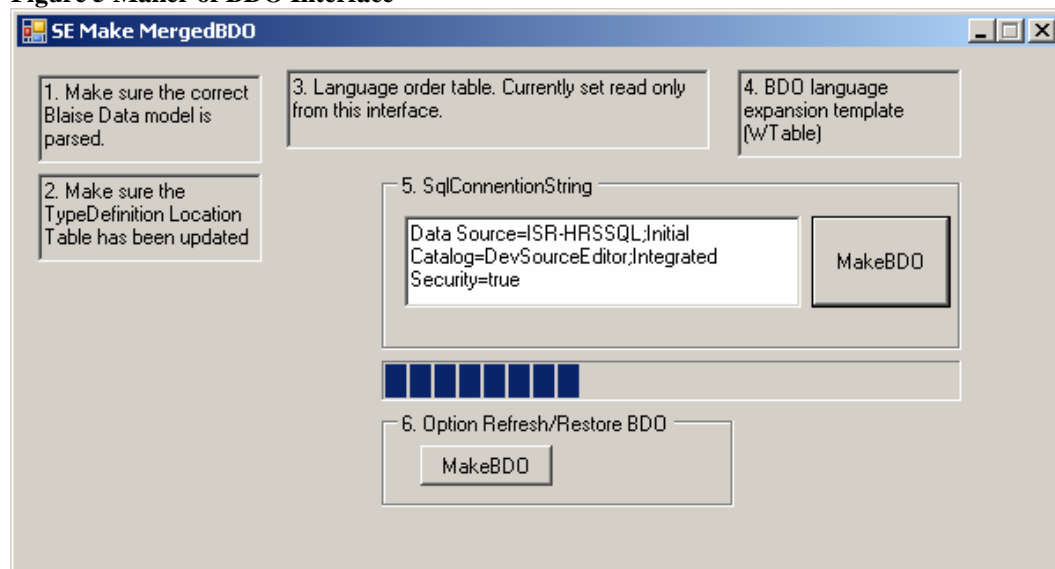 Figure 5 Maker of BDO Interface
SE Make MergedBDO
1. Make sure the correct
Blaise Data model is
parsed.
2. Make sure the
TypeDefinition Location
Table has been updated
3. Language order table. Currently set read only
from this interface.
4. BDO language
expansion template
(WTable)
5. SqlConnentionString
Data Source=ISR-HRSSQL;Initial
Catalog=DevSourceEditor;Integrated
Security=true
MakeBDO
6. Option Refresh/Restore BDO
MakeBDO